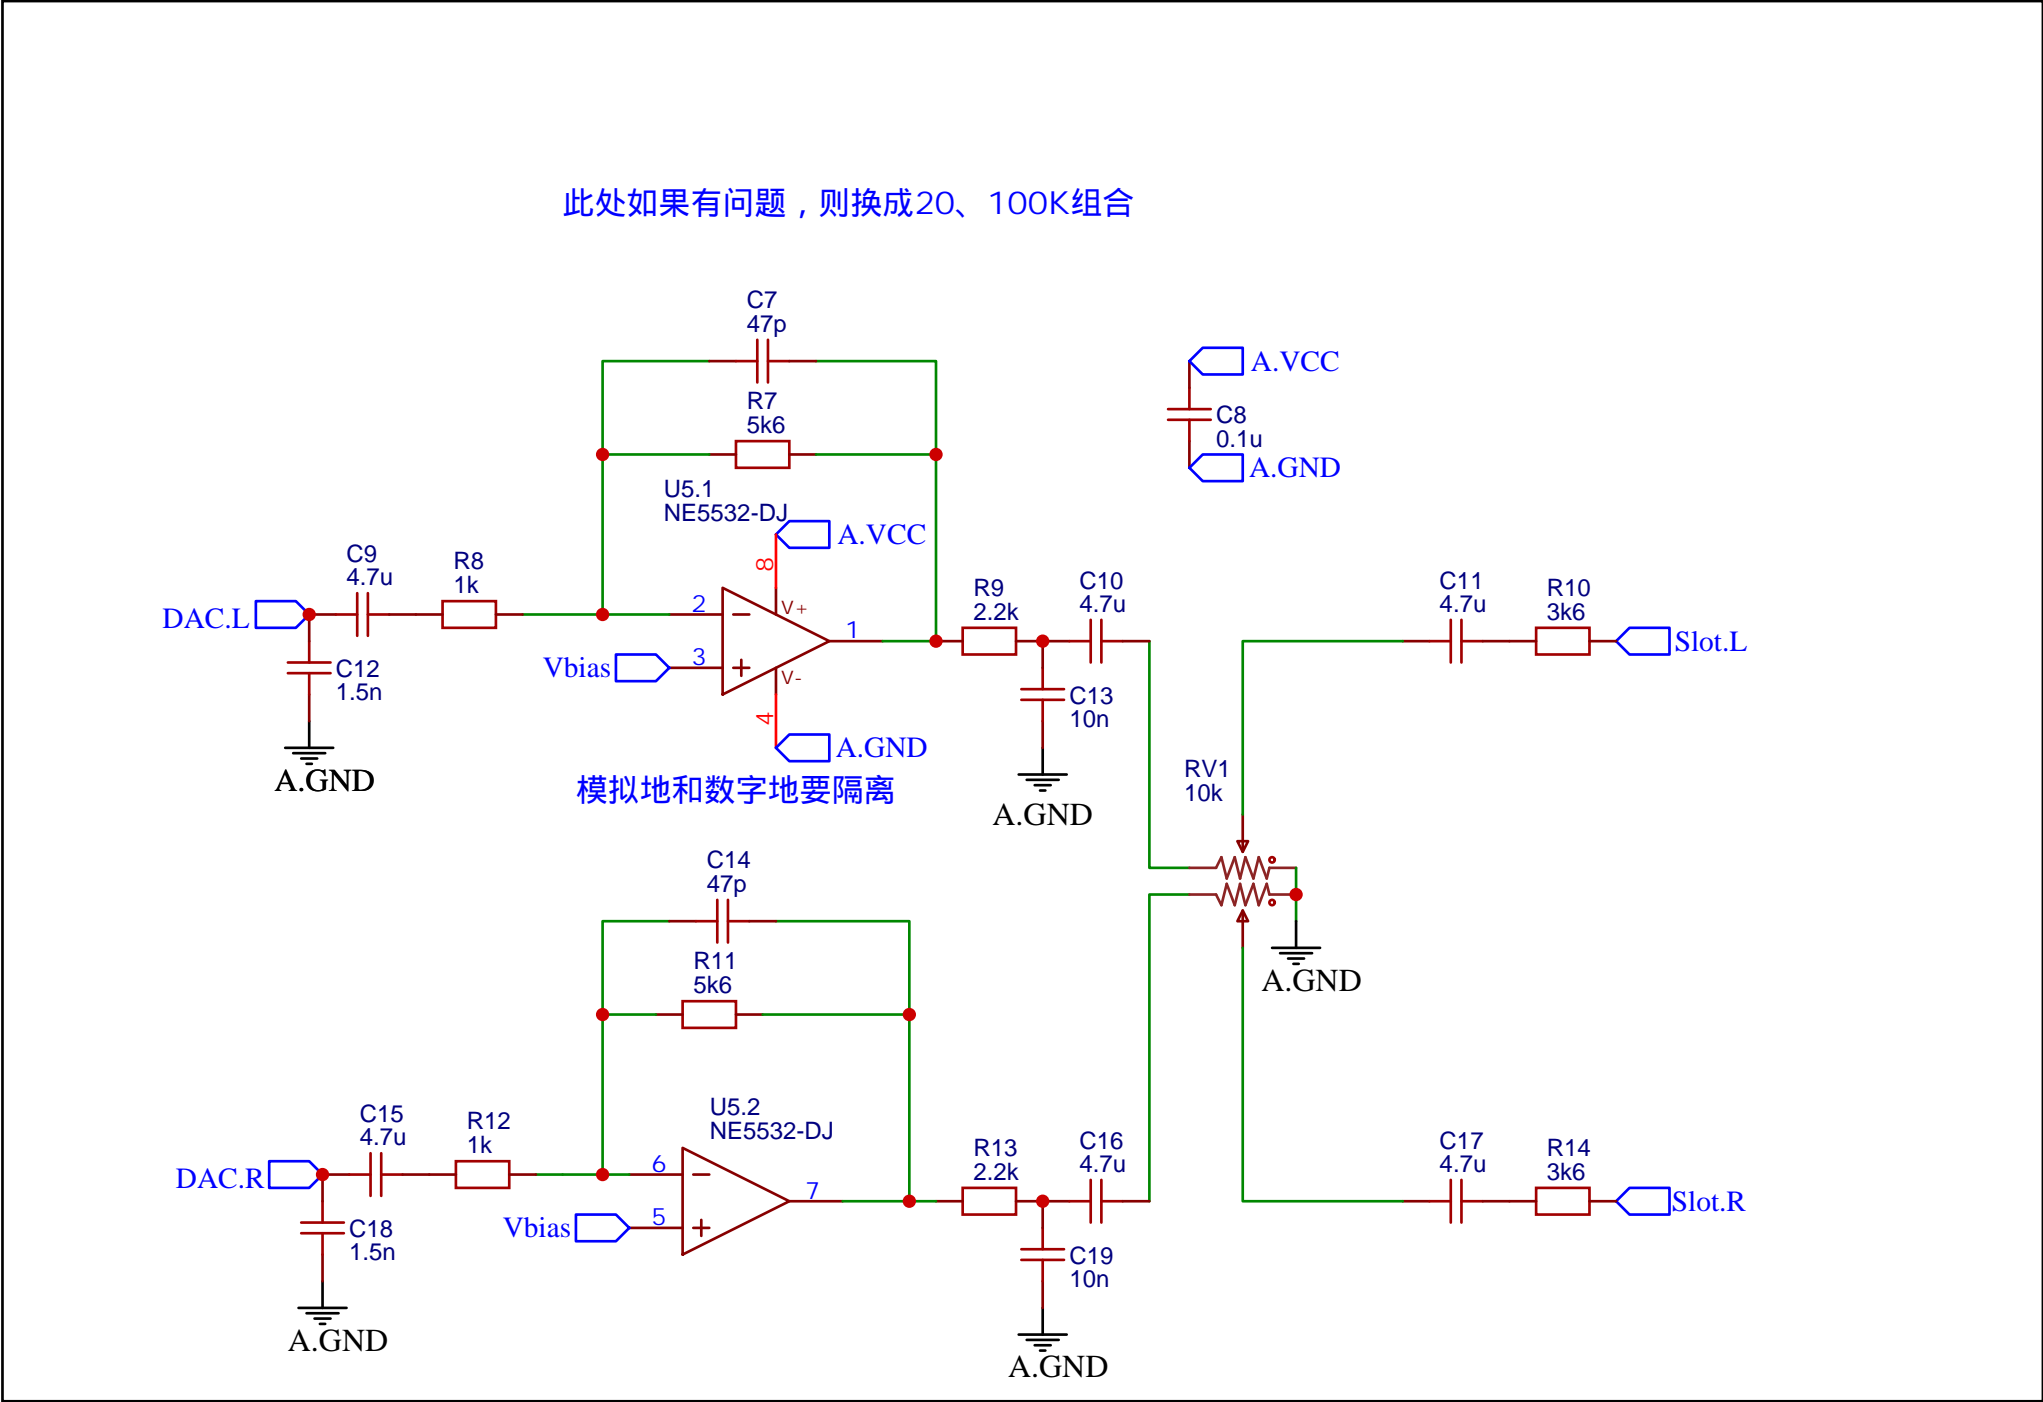 此处如果有问题，则换成20、100K组合
C7
47p
R7
5k6
A.VCC
C8
0.1u
A.GND
U5.1
NE5532-DJ
A.VCC
8
V+
C9
4.7u
R8
1k
DAC.L
2
1
Vbias
3
V-
4
A.GND
C12
1.5n
A.GND
R9
2.2k
C10
4.7u
C13
10n
A.GND
C11
4.7u
R10
3k6
Slot.L
模拟地和数字地要隔离
RV1
10k
A.GND
C14
47p
R11
5k6
U5.2
NE5532-DJ
C15
4.7u
R12
1k
DAC.R
6
7
Vbias
5
C18
1.5n
A.GND
R13
2.2k
C16
4.7u
C19
10n
A.GND
C17
4.7u
R14
3k6
Slot.R